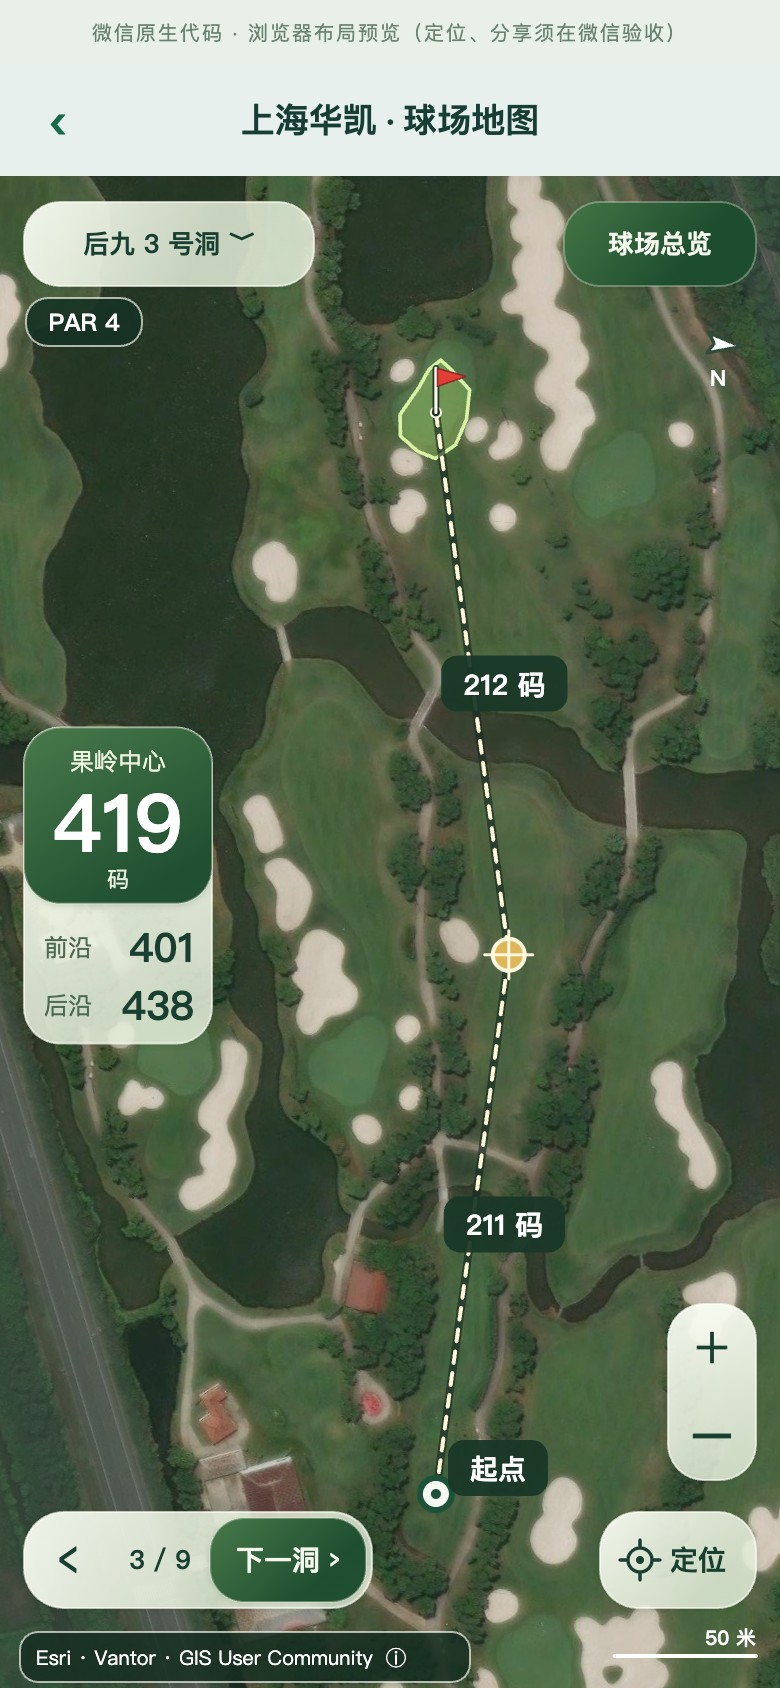 微信原生代码 · 浏览器布局预览（定位、分享须在微信验收）
‹ 上海华凯 · 球场地图
后九 3 号洞
球场总览
PAR 4
N
212 码
果岭中心
419
码
前沿 401
后沿 438
211 码
+
−
起点
< 3 / 9 下一洞 ›
定位
50 米
Esri · Vantor · GIS User Community ⓘ